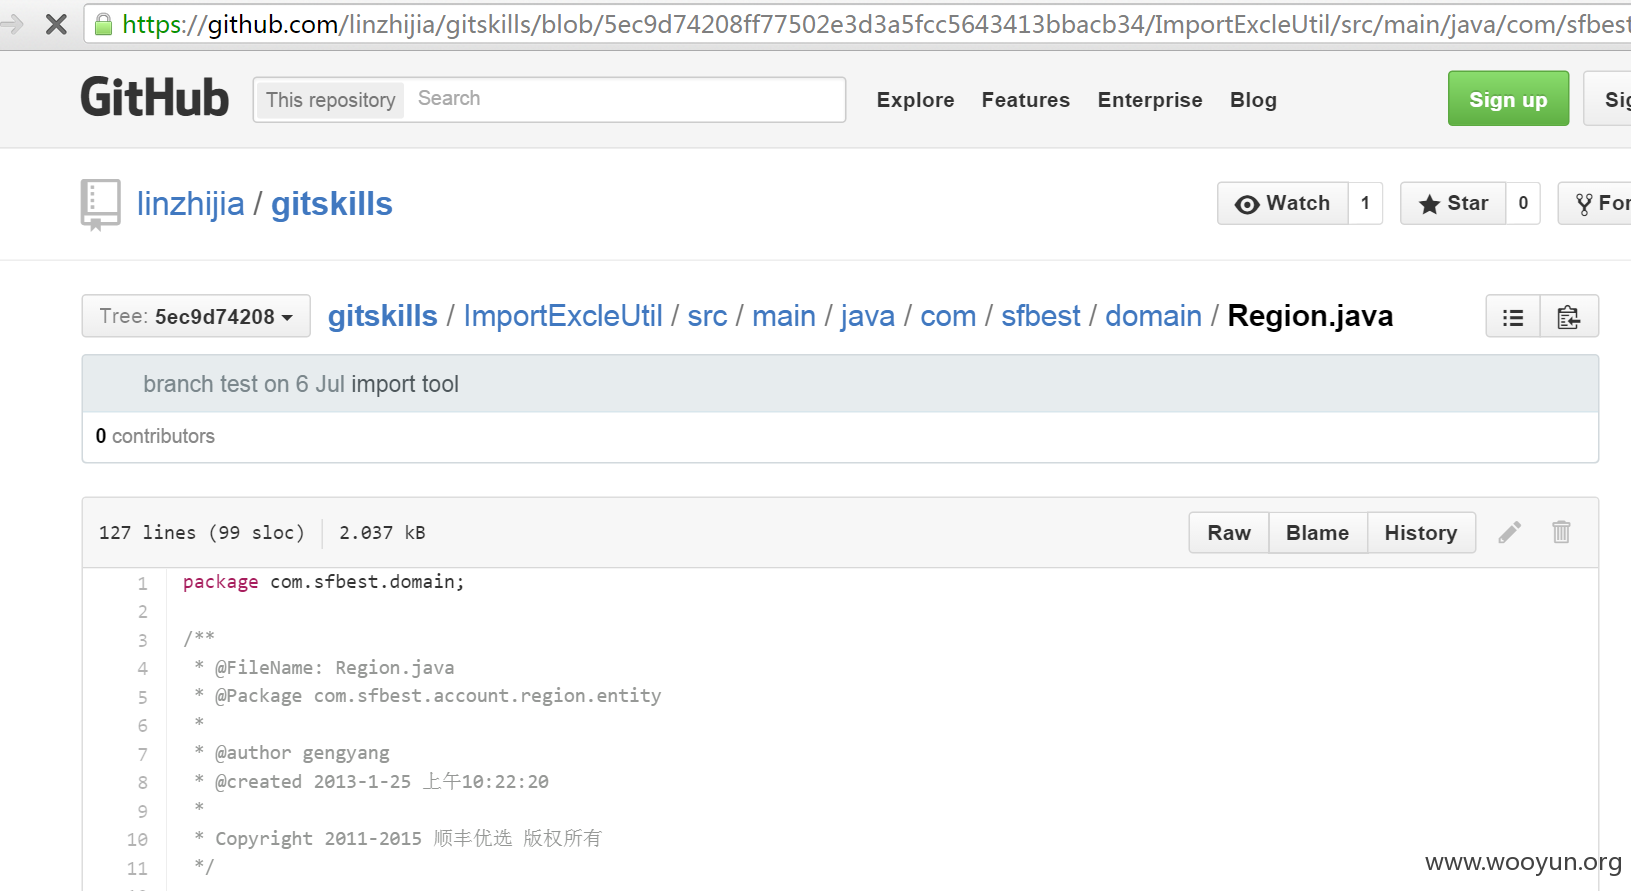 https://github.com/linzhijia/gitskills/blob/5ec9d74208ff77502e3d3a5fcc5643413bbacb34/ImportExcleUtil/src/main/java/com/sfbest
GitHub This repository Search Explore Features Enterprise Blog Sign up Sig
linzhijia / gitskills Watch 1 Star 0 For
Tree: 5ec9d74208 gitskills / ImportExcleUtil / src / main / java / com / sfbest / domain / Region.java
branch test on 6 Jul import tool
0 contributors
127 lines (99 sloc) 2.037 kB Raw Blame History
1 package com.sfbest.domain;
2
3 /**
4 * @FileName: Region.java
5 * @Package com.sfbest.account.region.entity
6 *
7 * @author gengyang
8 * @created 2013-1-25 上午10:22:20
9 *
10 * Copyright 2011-2015 顺丰优选 版权所有
11 */
www.wooyun.org